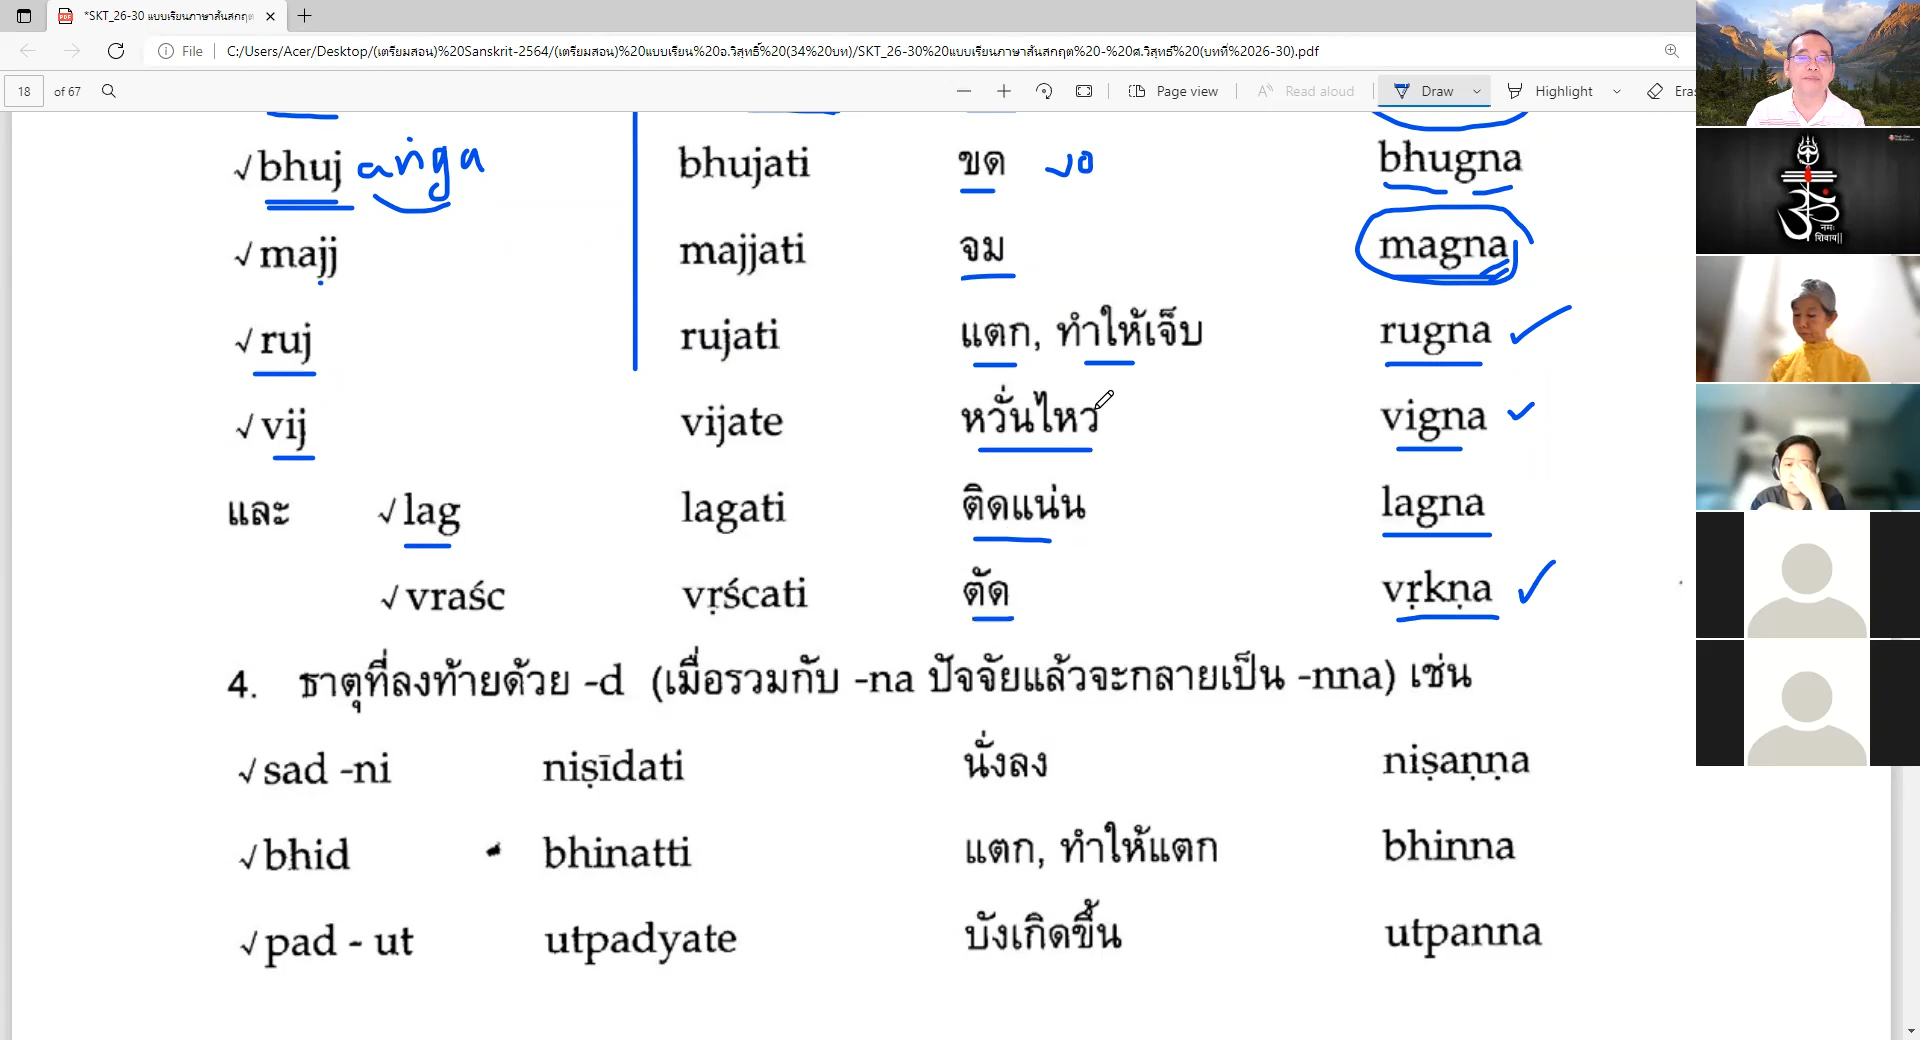 *SKT_26-30 แบบเรียนภาษาสันสกฤต
File C:/Users/Acer/Desktop/(เตรียมสอน)%20Sanskrit-2564/(เตรียมสอน)%20แบบเรียน%20อ.วิสุทธิ์%20(34%20บท)/SKT_26-30%20แบบเรียนภาษาสันสกฤต%20-%20ศ.วิสุทธ์%20(บทที่%2026-30).pdf
18 of 67 Page view Read aloud Draw Highlight Eras
√bhuj aṅga bhujati ขด bhugna
√majj majjati จม magna
√ruj rujati แตก, ทำให้เจ็บ rugna
√vij vijate หวั่นไหว vigna
และ √lag lagati ติดแน่น lagna
√vraśc vṛścati ตัด vṛkṇa
4. ธาตุที่ลงท้ายด้วย -d (เมื่อรวมกับ -na ปัจจัยแล้วจะกลายเป็น -nna) เช่น
√sad -ni niṣīdati นั่งลง niṣaṇṇa
√bhid bhinatti แตก, ทำให้แตก bhinna
√pad - ut utpadyate บังเกิดขึ้น utpanna
नमः
शिवाय||